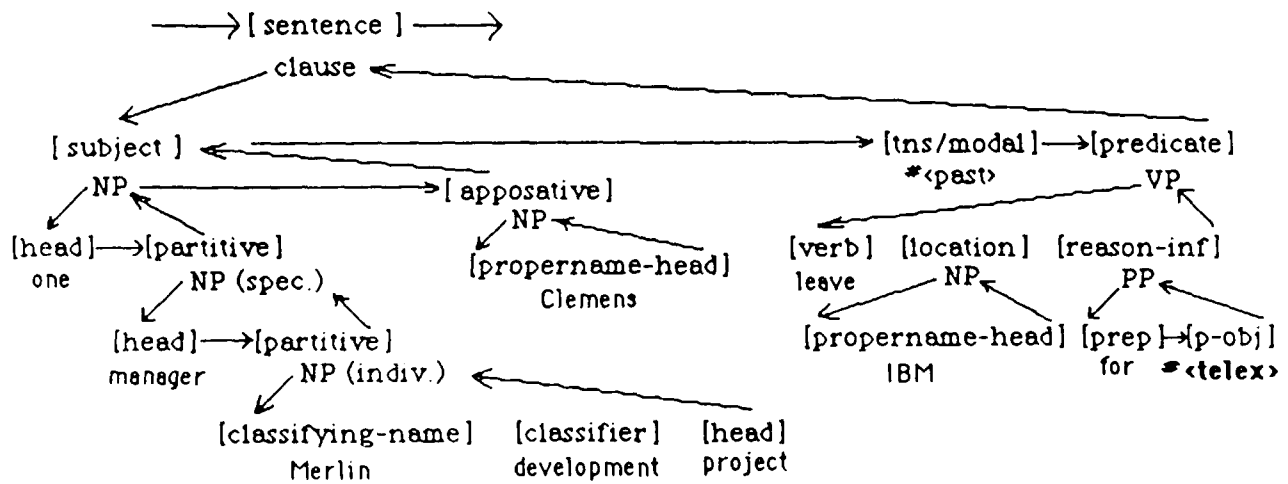 [sentence]
clause
[subject] [tns/modal] [predicate]
#<past>
NP [apposative] VP
NP
[head] [partitive] [verb] [location] [reason-inf]
one NP (spec.) [propername-head] leave NP PP
Clemens
[head] [partitive] [propername-head] [prep] [p-obj]
manager NP (indiv.) IBM for #<telex>
[classifying-name] [classifier] [head]
Merlin development project